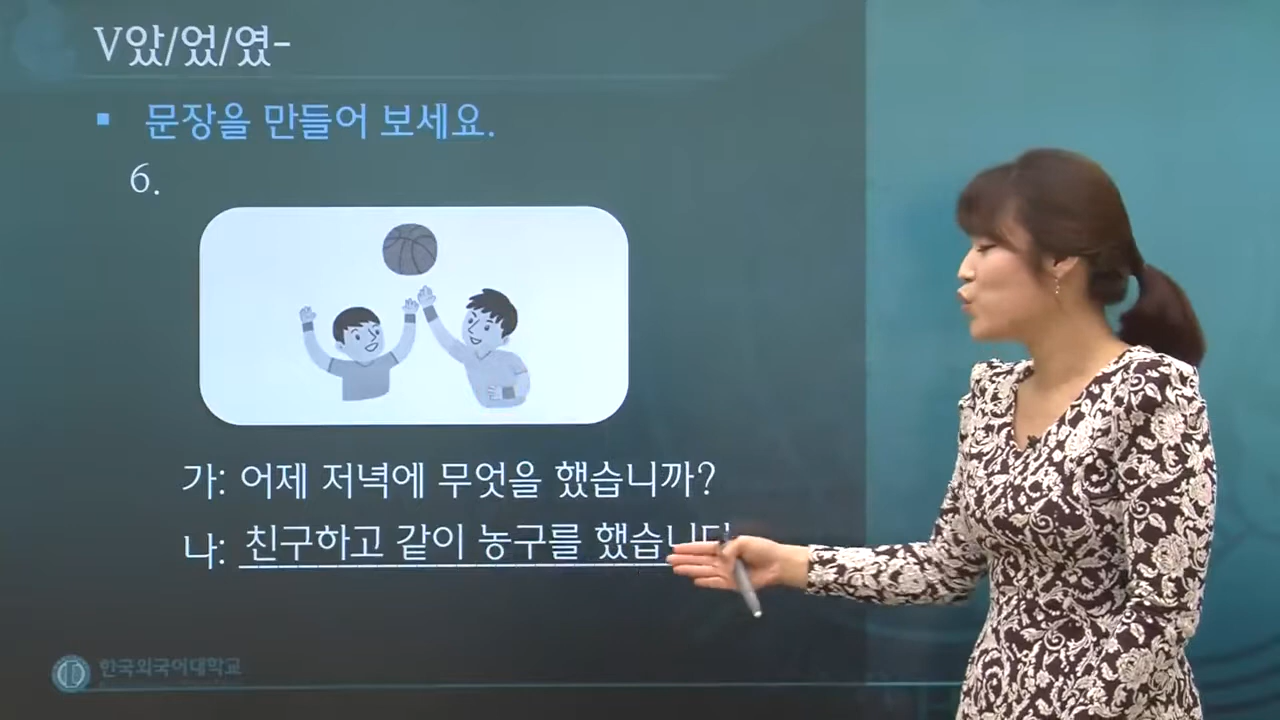 V았/었/였-
▪ 문장을 만들어 보세요.
6.
가: 어제 저녁에 무엇을 했습니까?
나: 친구하고 같이 농구를 했습니다
한국외국어대학교